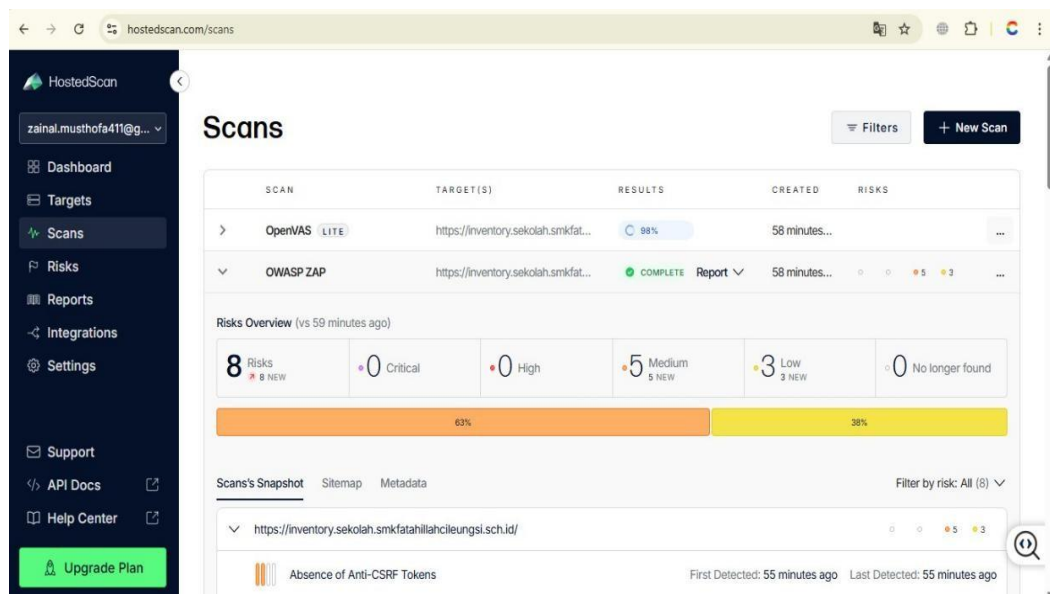 hostedscan.com/scans
HostedScan
zainal.musthofa411@g...
Dashboard
Targets
Scans
Risks
Reports
Integrations
Settings
Support
API Docs
Help Center
Upgrade Plan
Scans
Filters
+ New Scan
SCAN TARGET(S) RESULTS CREATED RISKS
OpenVAS LITE https://inventory.sekolah.smkfat... 98% 58 minutes... ...
OWASP ZAP https://inventory.sekolah.smkfat... COMPLETE Report 58 minutes... 5 3 ...
Risks Overview (vs 59 minutes ago)
8 Risks 8 NEW
0 Critical
0 High
5 Medium 5 NEW
3 Low 3 NEW
0 No longer found
63% 38%
Scans's Snapshot Sitemap Metadata Filter by risk: All (8)
https://inventory.sekolah.smkfatahillahcileungsi.sch.id/ 5 3
Absence of Anti-CSRF Tokens First Detected: 55 minutes ago Last Detected: 55 minutes ago